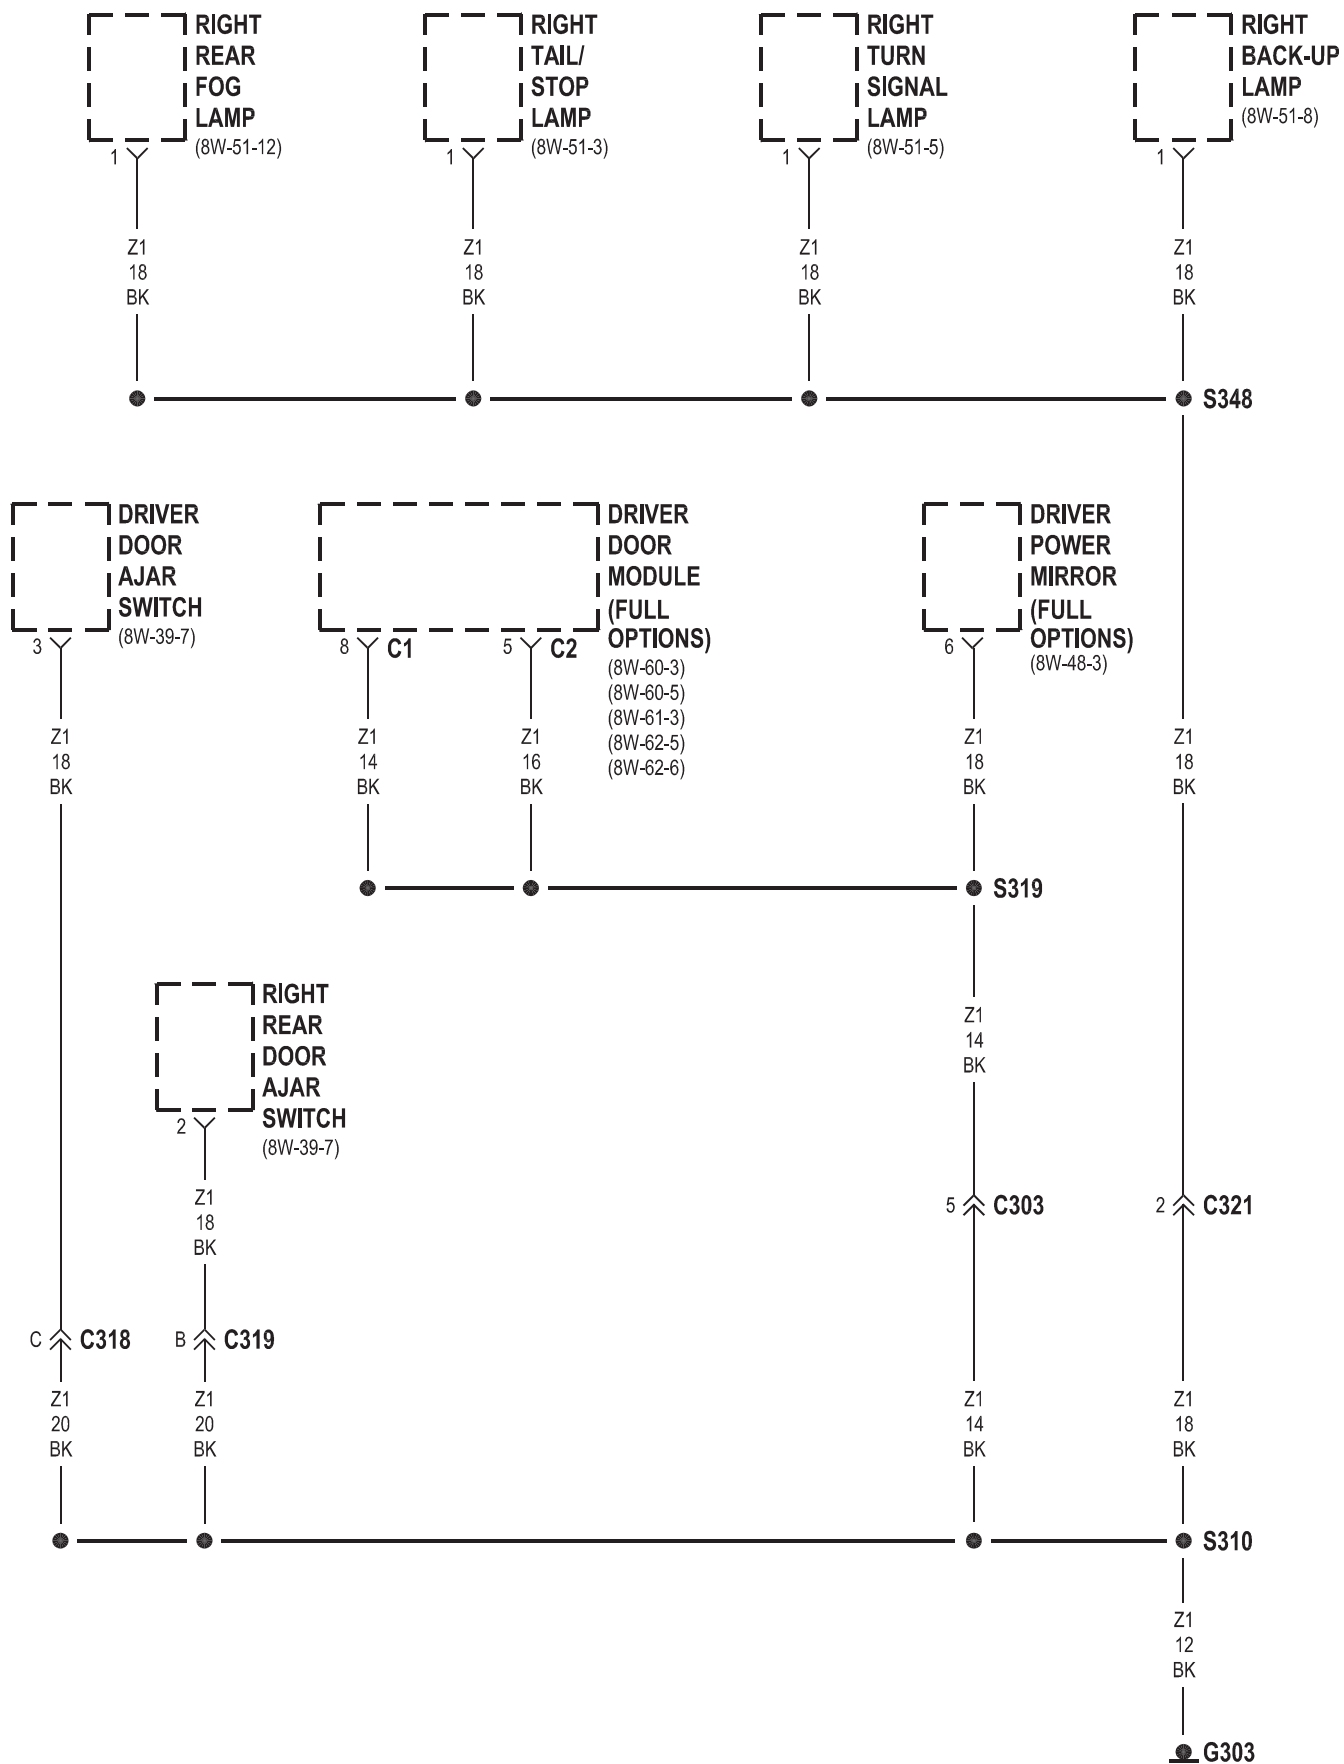 RIGHT
REAR
FOG
LAMP
(8W-51-12)
1
Z1
18
BK
RIGHT
TAIL/
STOP
LAMP
(8W-51-3)
1
Z1
18
BK
RIGHT
TURN
SIGNAL
LAMP
(8W-51-5)
1
Z1
18
BK
RIGHT
BACK-UP
LAMP
(8W-51-8)
1
Z1
18
BK
S348
DRIVER
DOOR
AJAR
SWITCH
(8W-39-7)
3
Z1
18
BK
DRIVER
DOOR
MODULE
(FULL
OPTIONS)
(8W-60-3)
(8W-60-5)
(8W-61-3)
(8W-62-5)
(8W-62-6)
8 C1
5 C2
Z1
14
BK
Z1
16
BK
DRIVER
POWER
MIRROR
(FULL
OPTIONS)
(8W-48-3)
6
Z1
18
BK
Z1
18
BK
S319
RIGHT
REAR
DOOR
AJAR
SWITCH
(8W-39-7)
2
Z1
18
BK
Z1
14
BK
5 C303
2 C321
C C318
B C319
Z1
20
BK
Z1
20
BK
Z1
14
BK
Z1
18
BK
S310
Z1
12
BK
G303